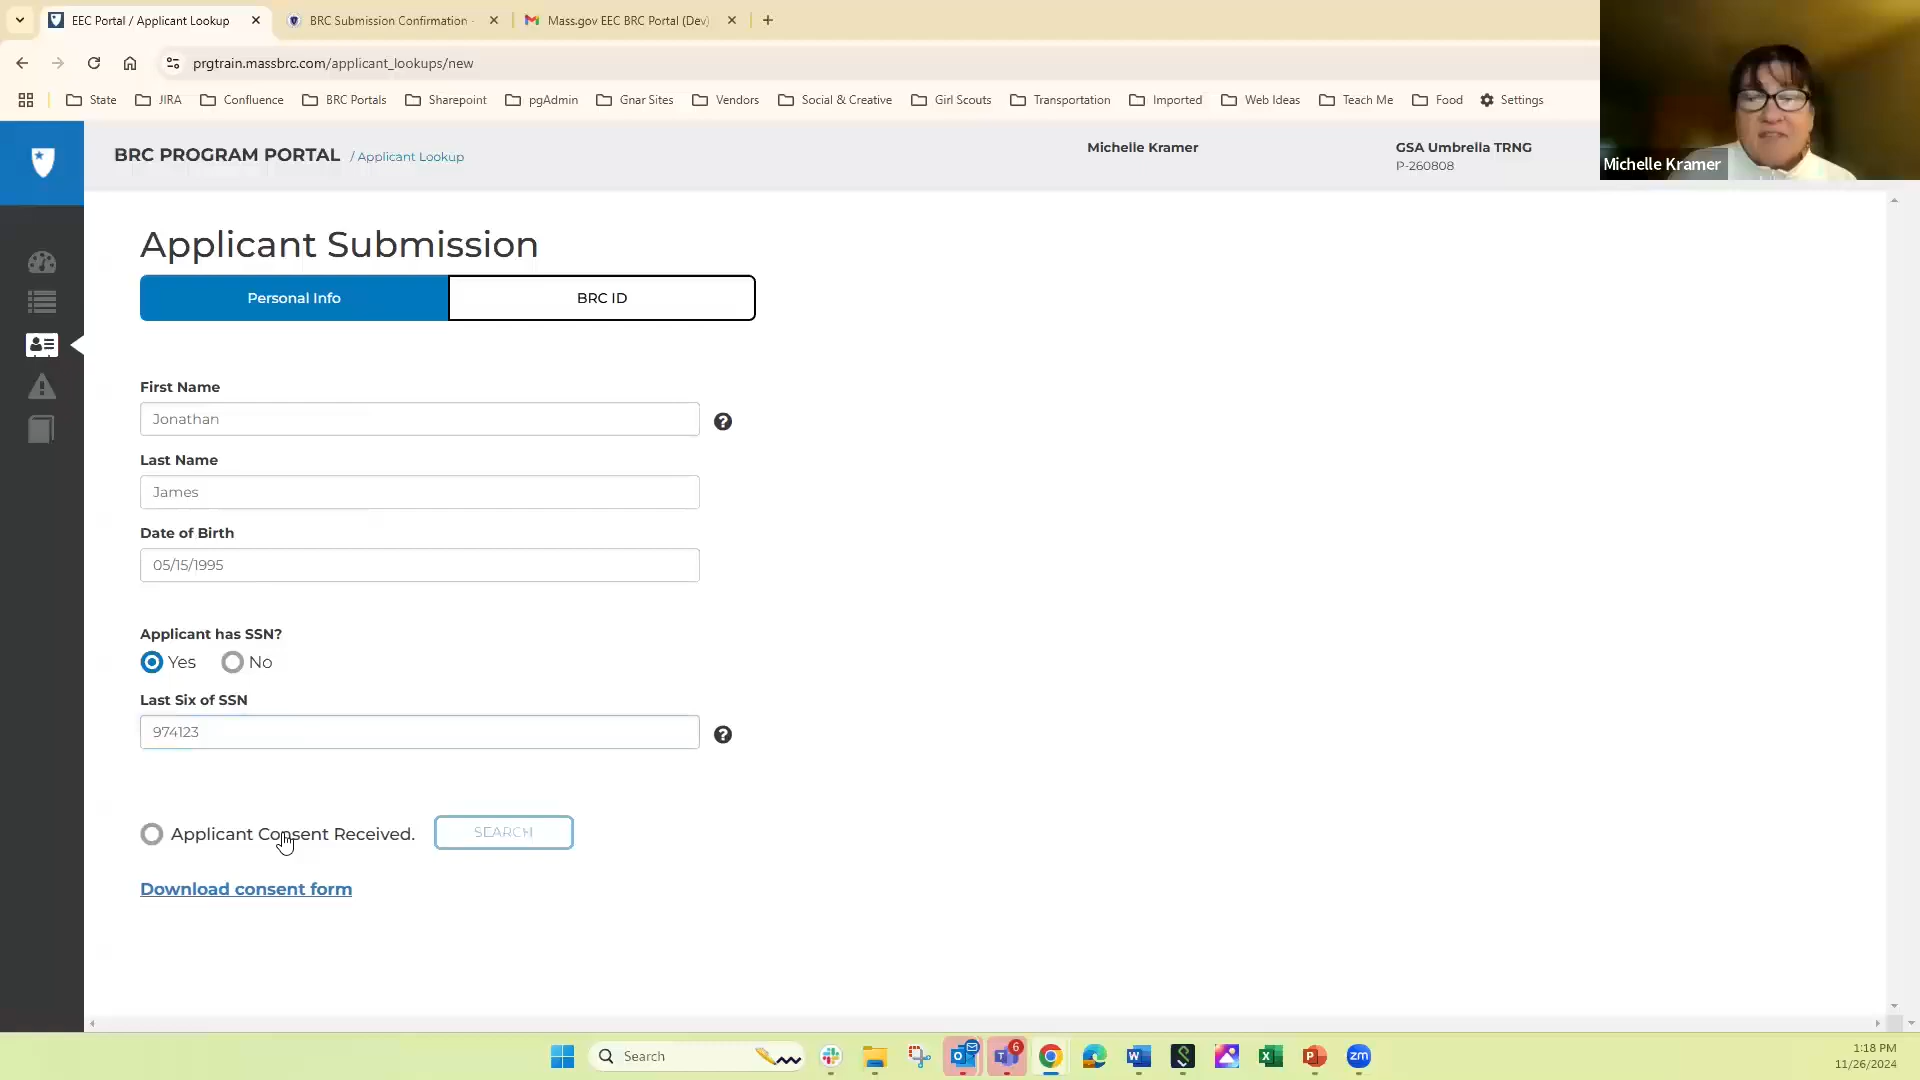 EEC Portal / Applicant Lookup
BRC Submission Confirmation -
Mass.gov EEC BRC Portal (Dev)
prgtrain.massbrc.com/applicant_lookups/new
State
JIRA
Confluence
BRC Portals
Sharepoint
pgAdmin
Gnar Sites
Vendors
Social & Creative
Girl Scouts
Transportation
Imported
Web Ideas
Teach Me
Food
Settings
BRC PROGRAM PORTAL / Applicant Lookup
Michelle Kramer
GSA Umbrella TRNG
P-260808
Michelle Kramer
Applicant Submission
Personal Info
BRC ID
First Name
Jonathan
?
Last Name
James
Date of Birth
05/15/1995
Applicant has SSN?
Yes
No
Last Six of SSN
974123
?
Applicant Consent Received.
SEARCH
Download consent form
Search
6
zm
1:18 PM
11/26/2024